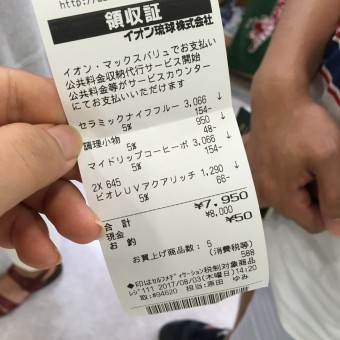 http://
領収証
イオン琉球株式会社
イオン・マックスバリュでお支払い
公共料金収納代行サービス開始
公共料金等がサービスカウンター
にてお支払いいただけます
セラミックナイフフルー 3,066 ↓
5% 154-
調理小物 950 ↓
5% 48-
マイドリップコーヒーポ 3,066 ↓
5% 154-
2X 645
ビオレUVアクアリッチ 1,290 ↓
5% 65-
合計 ¥7,950
現金 ¥8,000
お釣 ¥50
お買上げ商品数: 5
(消費税等) 588
◆印はセルフメディケーション税制対象商品
レジ111 2017/08/03(木曜日)14:20
取:#94620 担当:原田 ゆみ